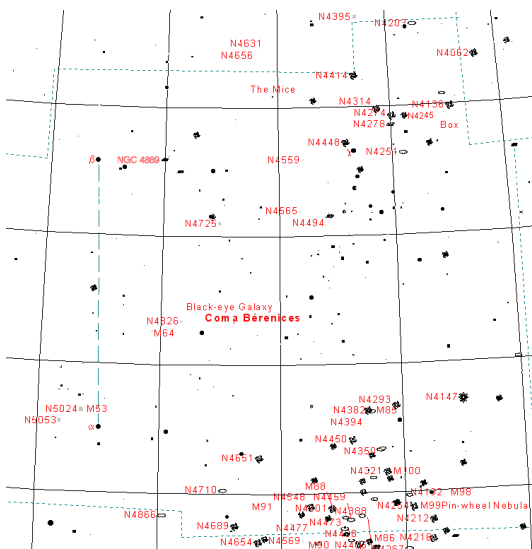 N4395
N4203
N4631
N4656
N4062
N4414
The Mice
N4314
N4138
N4274
N4245
N4278
Box
N4448
γ
N4251
β
NGC 4889
N4559
N4565
N4725
N4494
Black-eye Galaxy
N4826
Coma Berenices
M64
N4147
N4293
N5024 M53
N4382 M85
N5053
N4394
α
N4450
N4651
N4350
N4321 M100
M88
N4710
N4192 M98
N4548
N4459
M91
N4254 M99 Pin-wheel Nebula
N4866
N4473
N4212
N4689
N4477
M86
N4216
N4654
N4569
M90